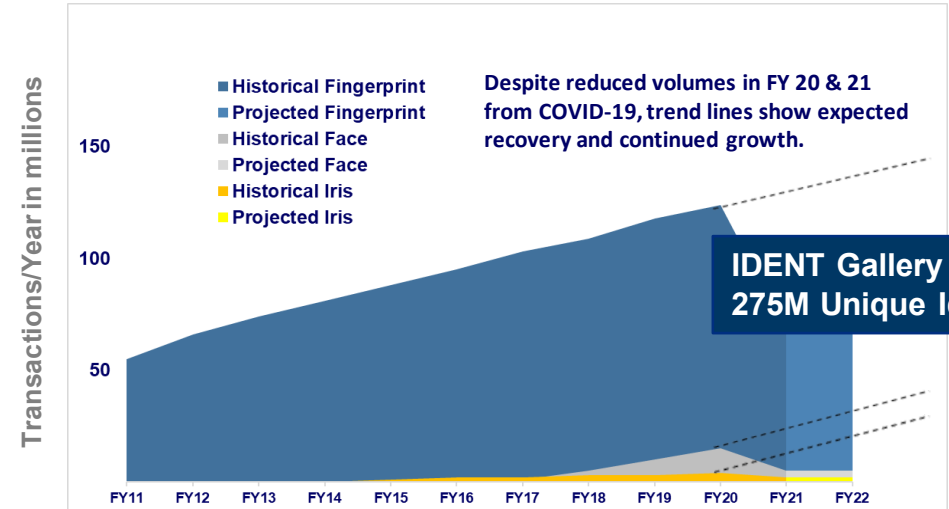 Transactions/Year in millions
Historical Fingerprint
Projected Fingerprint
Historical Face
Projected Face
Historical Iris
Projected Iris
Despite reduced volumes in FY 20 & 21
from COVID-19, trend lines show expected
recovery and continued growth.
150
100
50
IDENT Gallery
275M Unique
FY11 FY12 FY13 FY14 FY15 FY16 FY17 FY18 FY19 FY20 FY21 FY22